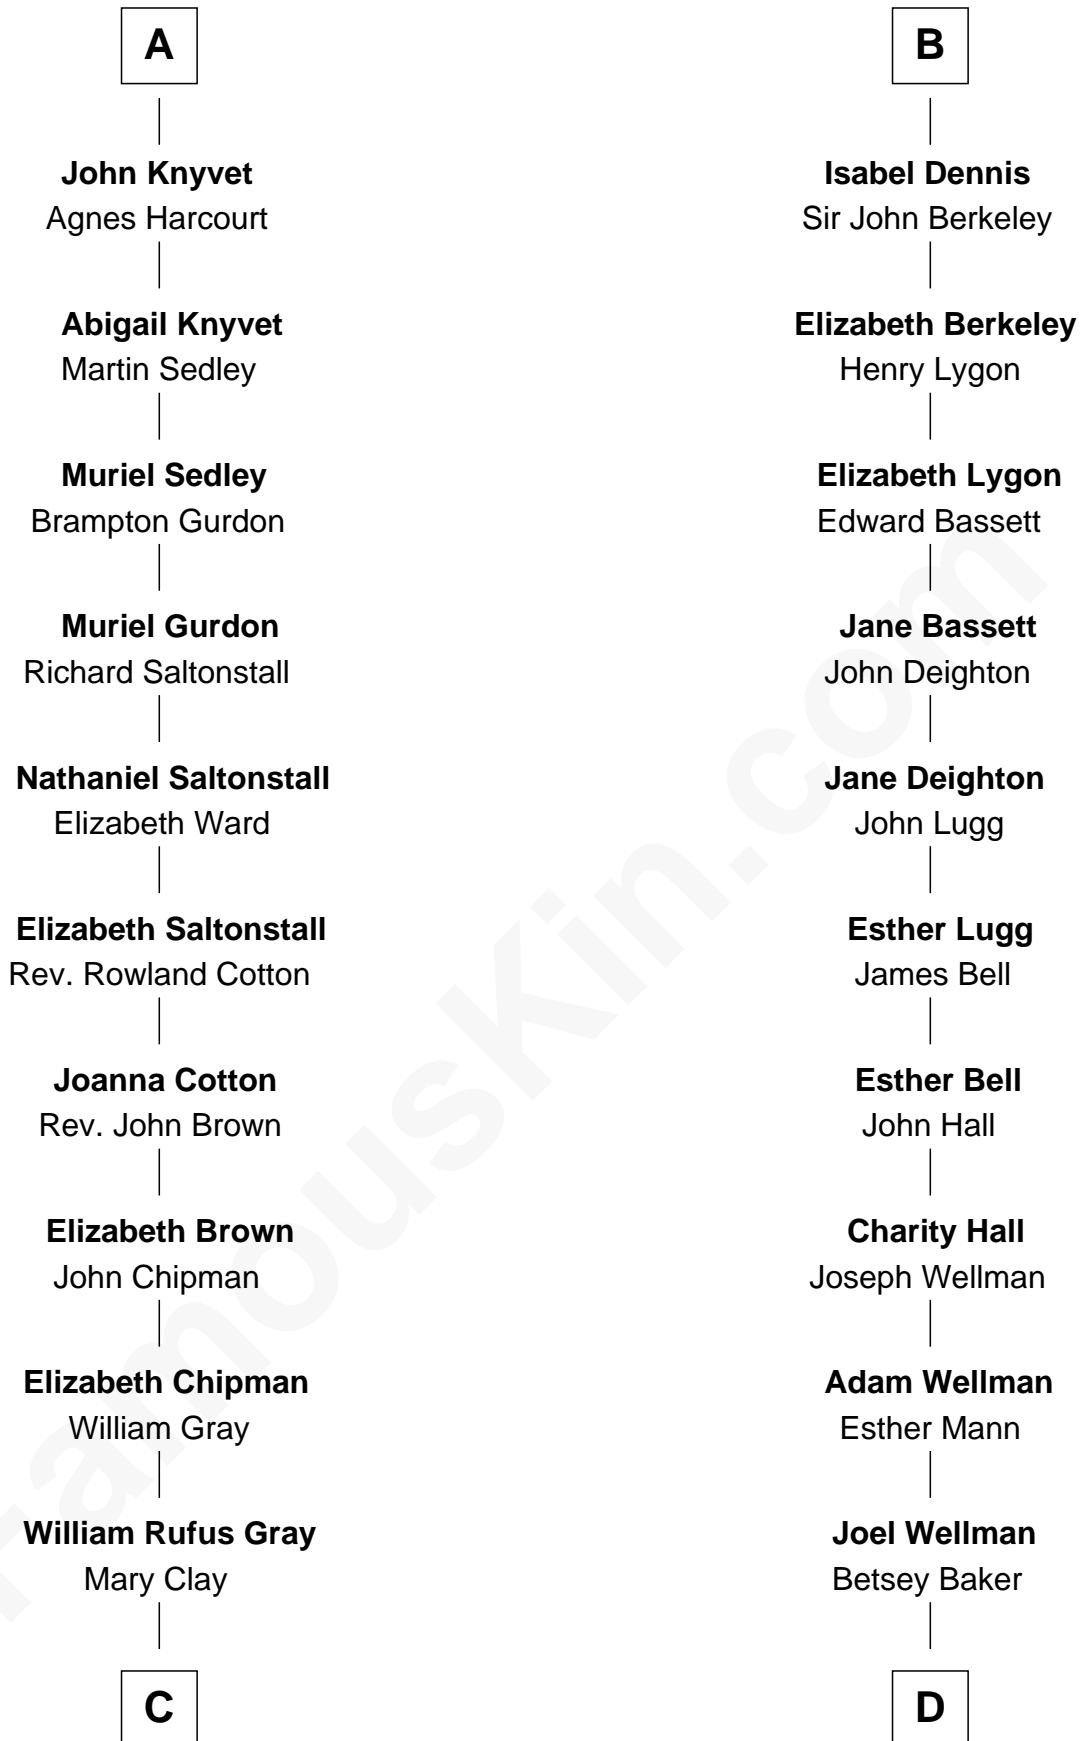 A
John Knyvet
Agnes Harcourt
Abigail Knyvet
Martin Sedley
Muriel Sedley
Brampton Gurdon
Muriel Gurdon
Richard Saltonstall
Nathaniel Saltonstall
Elizabeth Ward
Elizabeth Saltonstall
Rev. Rowland Cotton
Joanna Cotton
Rev. John Brown
Elizabeth Brown
John Chipman
Elizabeth Chipman
William Gray
William Rufus Gray
Mary Clay
C
B
Isabel Dennis
Sir John Berkeley
Elizabeth Berkeley
Henry Lygon
Elizabeth Lygon
Edward Bassett
Jane Bassett
John Deighton
Jane Deighton
John Lugg
Esther Lugg
James Bell
Esther Bell
John Hall
Charity Hall
Joseph Wellman
Adam Wellman
Esther Mann
Joel Wellman
Betsey Baker
D
FamousKin.com